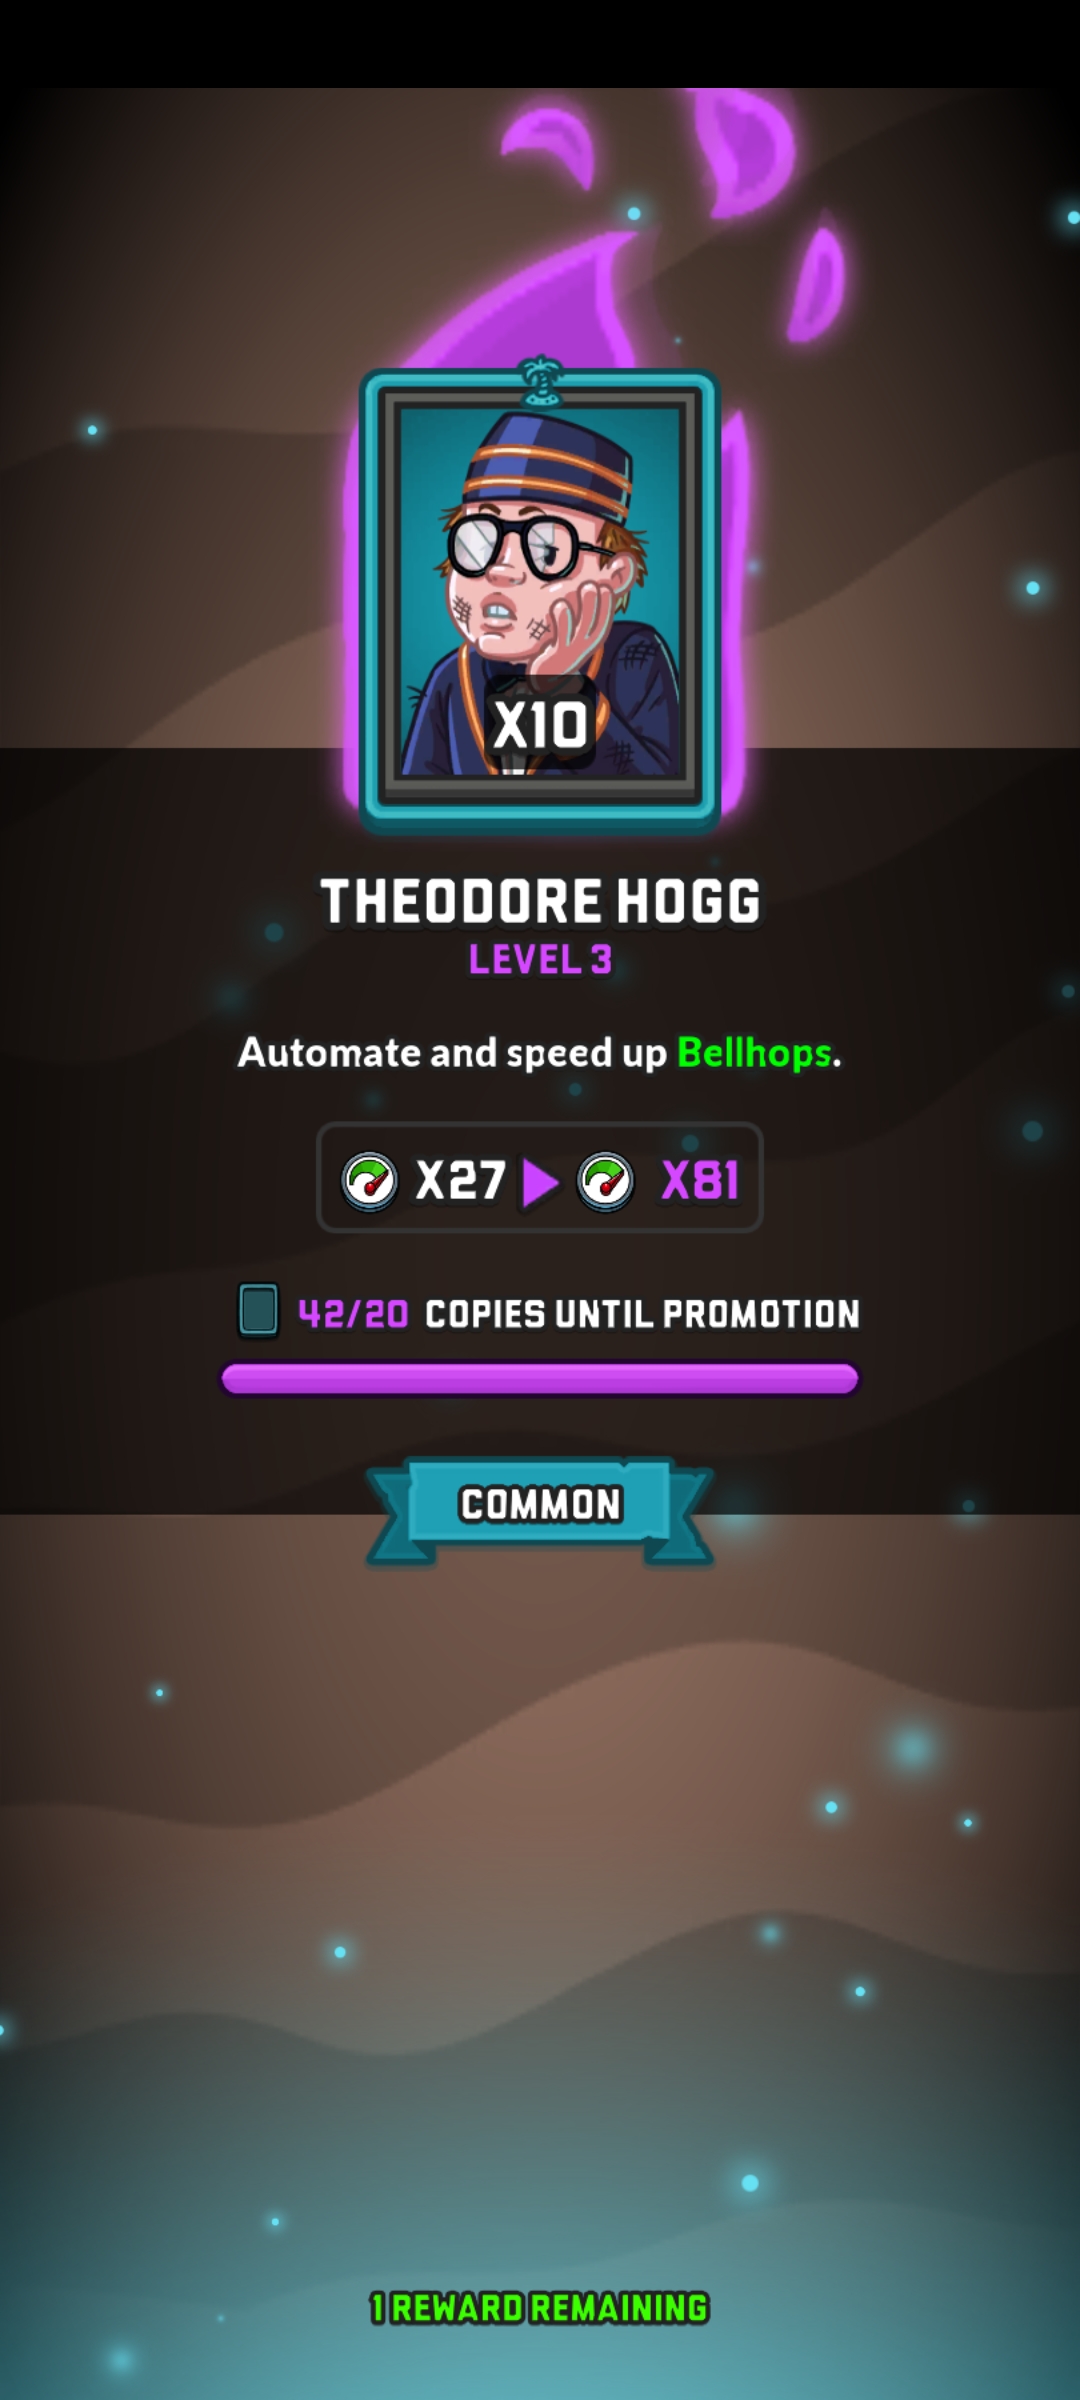 X10
THEODORE HOGG
LEVEL 3
Automate and speed up Bellhops.
X27 X81
42/20 COPIES UNTIL PROMOTION
COMMON
1 REWARD REMAINING